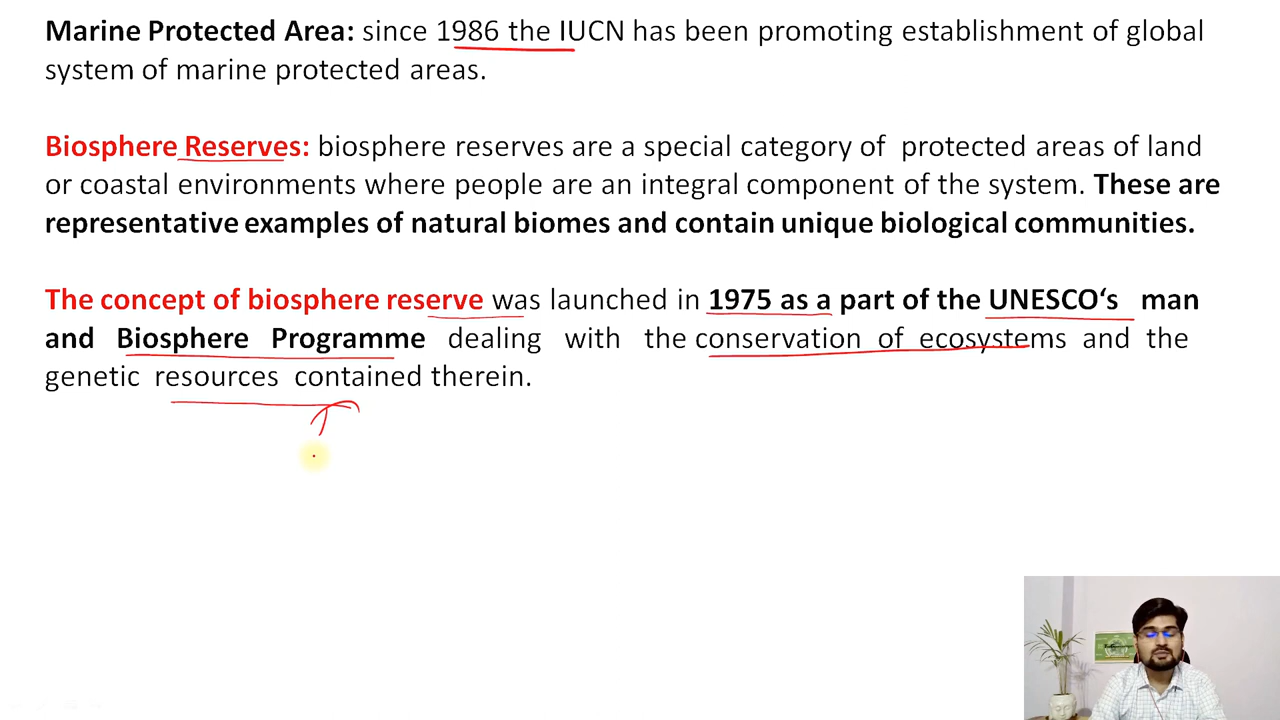 Marine Protected Area: since 1986 the IUCN has been promoting establishment of global
system of marine protected areas.
Biosphere Reserves: biosphere reserves are a special category of protected areas of land
or coastal environments where people are an integral component of the system. These are
representative examples of natural biomes and contain unique biological communities.
The concept of biosphere reserve was launched in 1975 as a part of the UNESCO‘s man
and Biosphere Programme dealing with the conservation of ecosystems and the
genetic resources contained therein.